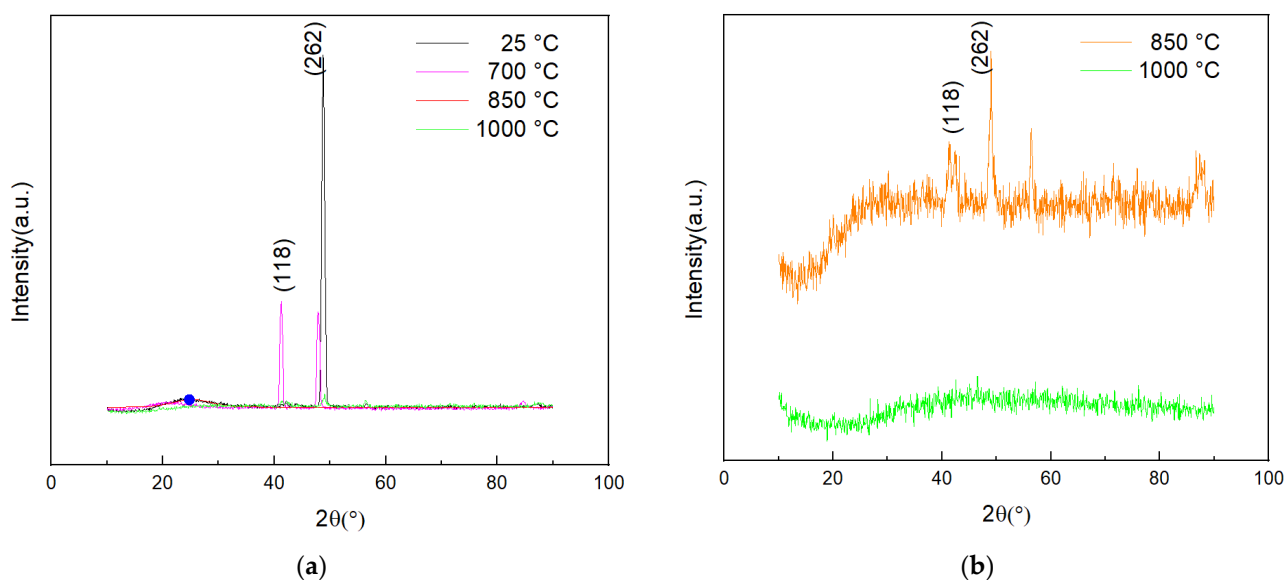 (262)
25 °C
700 °C
850 °C
1000 °C
(118)
Intensity(a.u.)
0
20
40
60
80
100
2θ(°)
(a)
850 °C
1000 °C
(262)
(118)
Intensity(a.u.)
0
20
40
60
80
100
2θ(°)
(b)